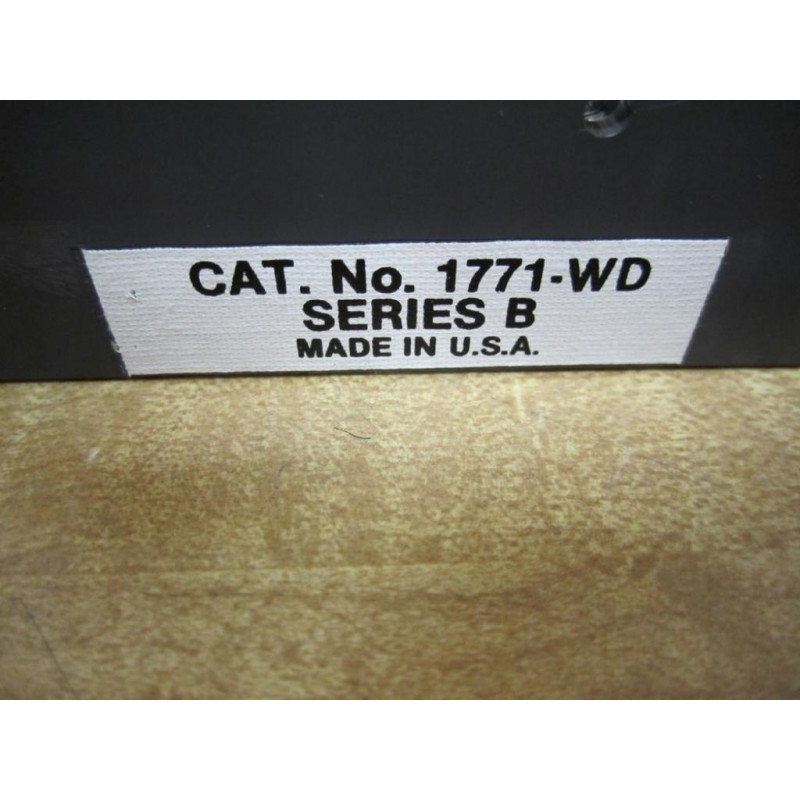 CAT. No. 1771-WD
SERIES B
MADE IN U.S.A.